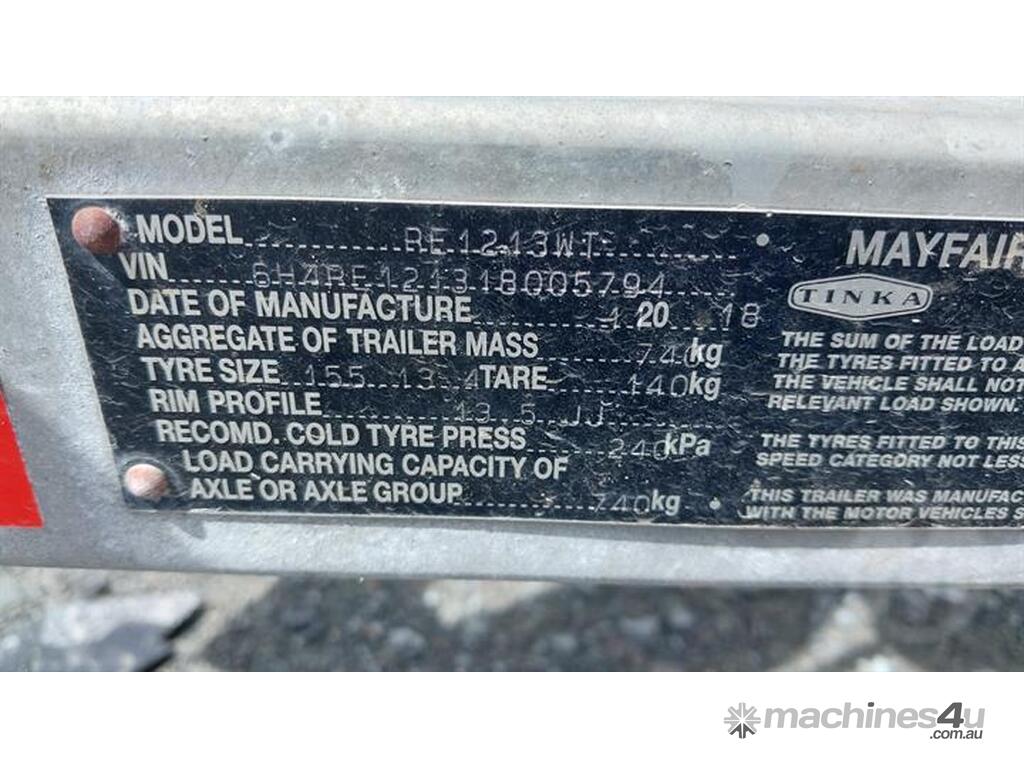 MODEL RE1213WT
VIN 6H4RE121318005794
DATE OF MANUFACTURE 20 18
AGGREGATE OF TRAILER MASS 740kg
TYRE SIZE 155 13 4 TARE 140kg
RIM PROFILE 13 5 JJ
RECOMD. COLD TYRE PRESS 240kPa
LOAD CARRYING CAPACITY OF
AXLE OR AXLE GROUP 740kg
MAYFAIR
TINKA
THE SUM OF THE LOAD
THE TYRES FITTED TO A
THE VEHICLE SHALL NOT
RELEVANT LOAD SHOWN.
THE TYRES FITTED TO THIS
SPEED CATEGORY NOT LESS
THIS TRAILER WAS MANUFAC
WITH THE MOTOR VEHICLES S
machines4u
.com.au